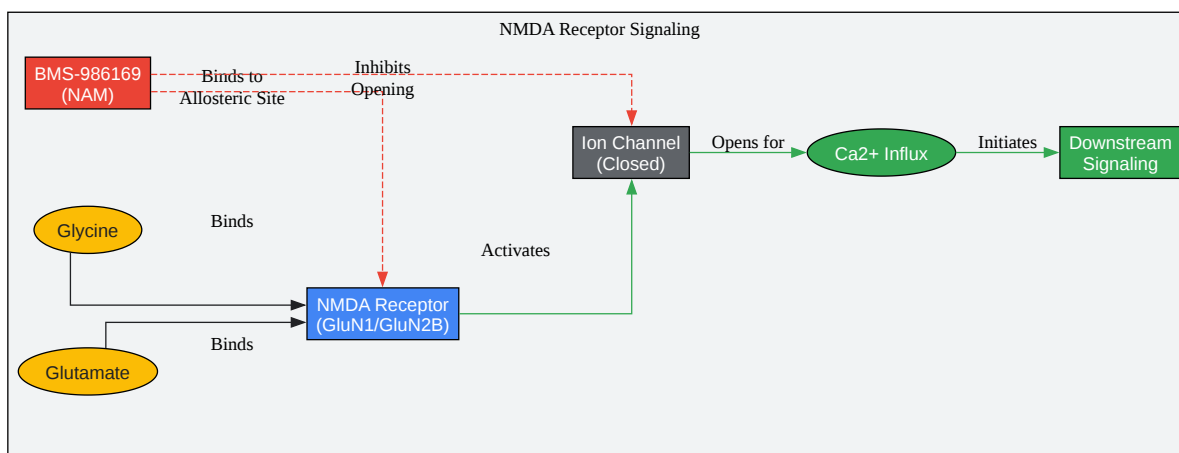 NMDA Receptor Signaling
BMS-986169
(NAM)
Binds to
Allosteric Site
Inhibits
Opening
Ion Channel
(Closed)
Opens for
Ca2+ Influx
Initiates
Downstream
Signaling
Glycine
Binds
Activates
NMDA Receptor
(GluN1/GluN2B)
Binds
Glutamate